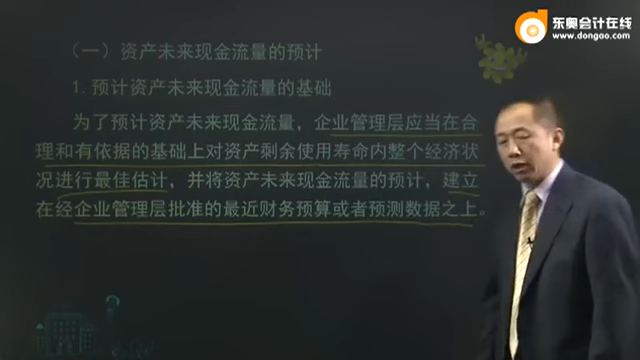 东奥会计在线
www.dongao.com
（一）资产未来现金流量的预计
1.预计资产未来现金流量的基础
为了预计资产未来现金流量，企业管理层应当在合
理和有依据的基础上对资产剩余使用寿命内整个经济状
况进行最佳估计，并将资产未来现金流量的预计，建立
在经企业管理层批准的最近财务预算或者预测数据之上。